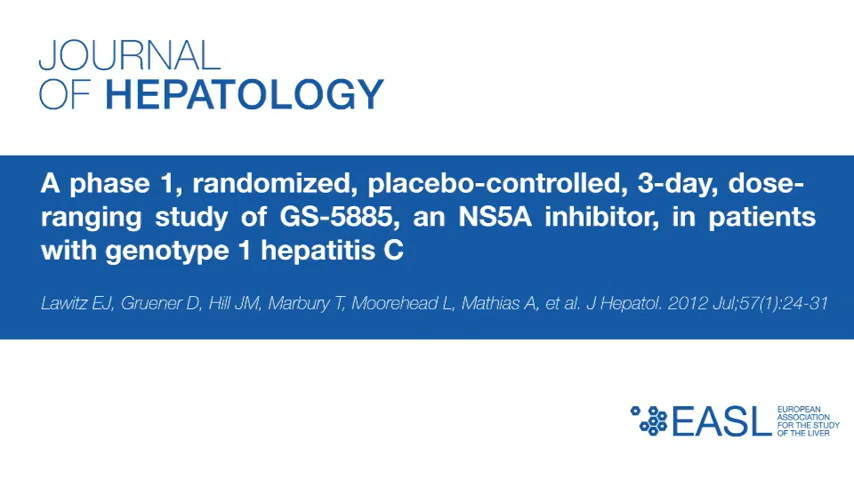 JOURNAL
OF HEPATOLOGY
A phase 1, randomized, placebo-controlled, 3-day, dose-
ranging study of GS-5885, an NS5A inhibitor, in patients
with genotype 1 hepatitis C
Lawitz EJ, Gruener D, Hill JM, Marbury T, Moorehead L, Mathias A, et al. J Hepatol. 2012 Jul;57(1):24-31
EASL
EUROPEAN
ASSOCIATION
FOR THE STUDY
OF THE LIVER